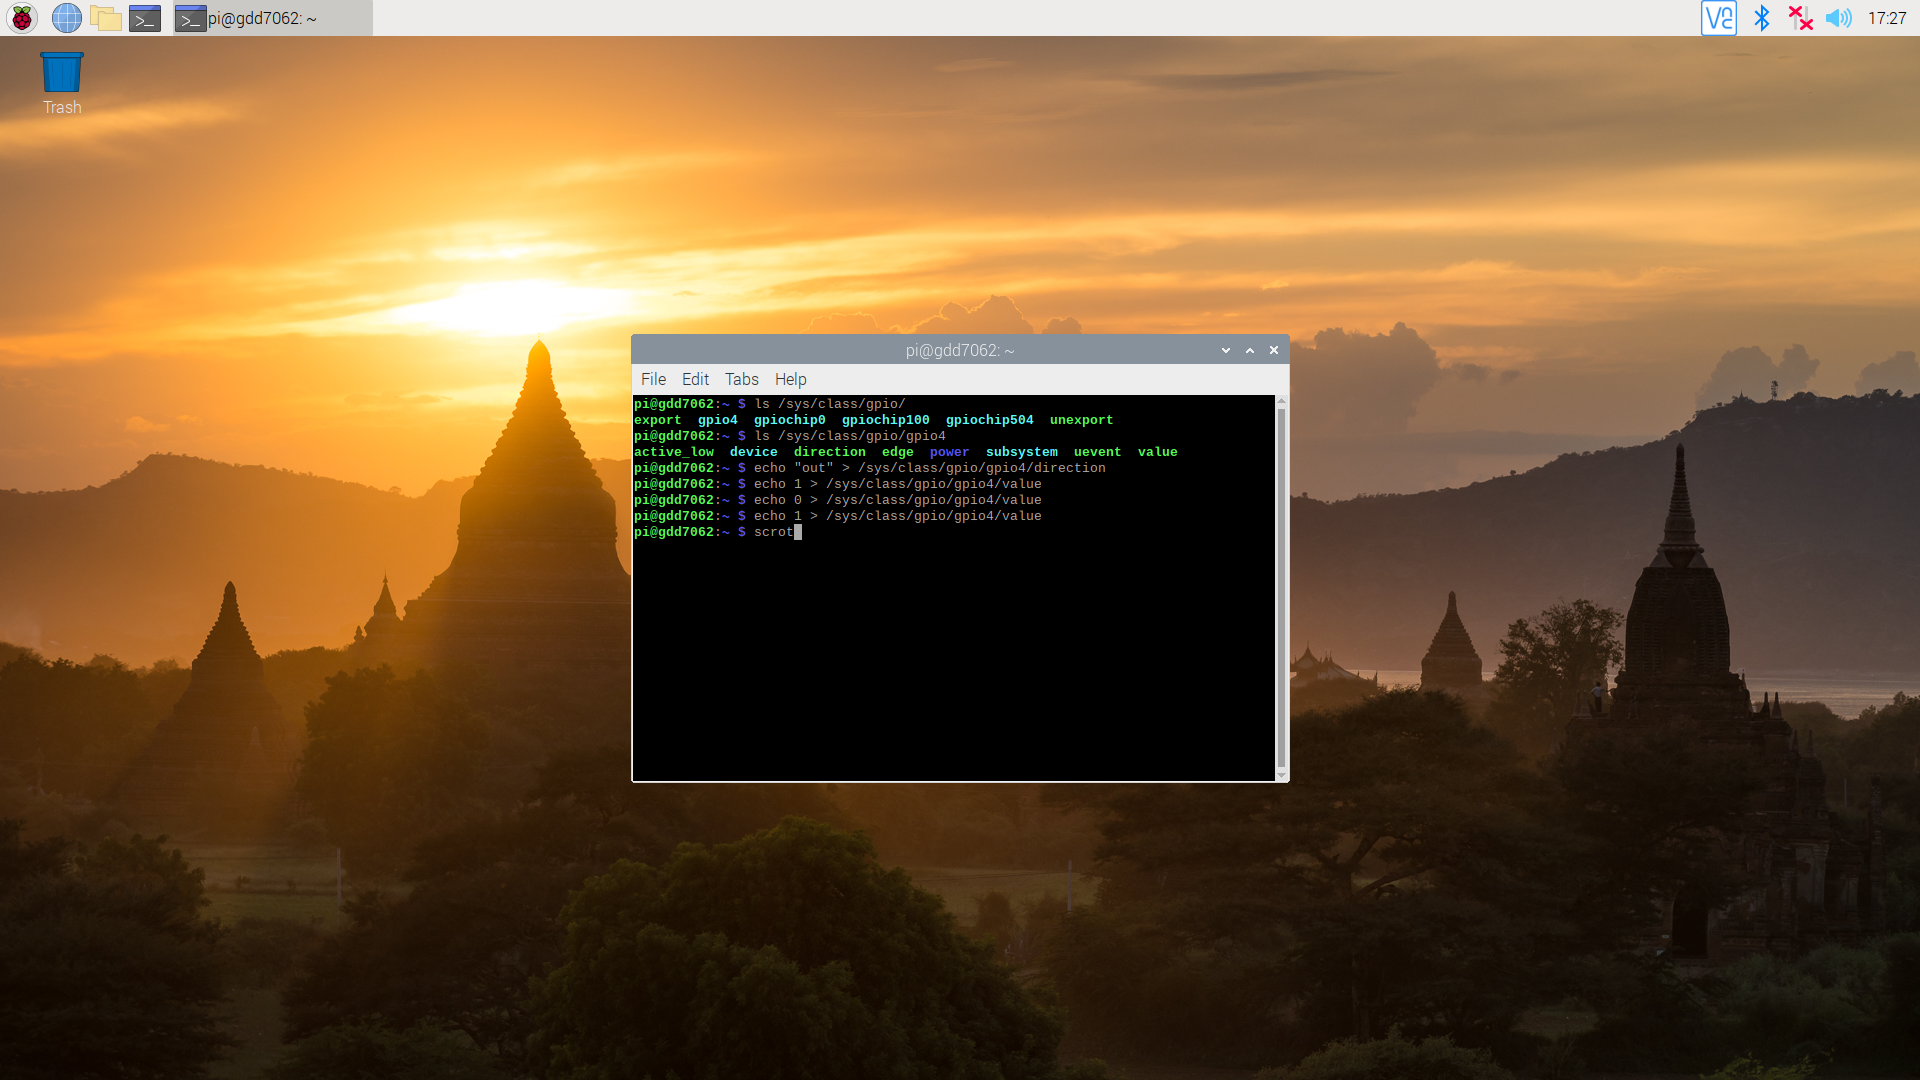 pi@gdd7062: ~
17:27
Trash
pi@gdd7062: ~
File Edit Tabs Help
pi@gdd7062:~ $ ls /sys/class/gpio/
export gpio4 gpiochip0 gpiochip100 gpiochip504 unexport
pi@gdd7062:~ $ ls /sys/class/gpio/gpio4
active_low device direction edge power subsystem uevent value
pi@gdd7062:~ $ echo "out" > /sys/class/gpio/gpio4/direction
pi@gdd7062:~ $ echo 1 > /sys/class/gpio/gpio4/value
pi@gdd7062:~ $ echo 0 > /sys/class/gpio/gpio4/value
pi@gdd7062:~ $ echo 1 > /sys/class/gpio/gpio4/value
pi@gdd7062:~ $ scrot